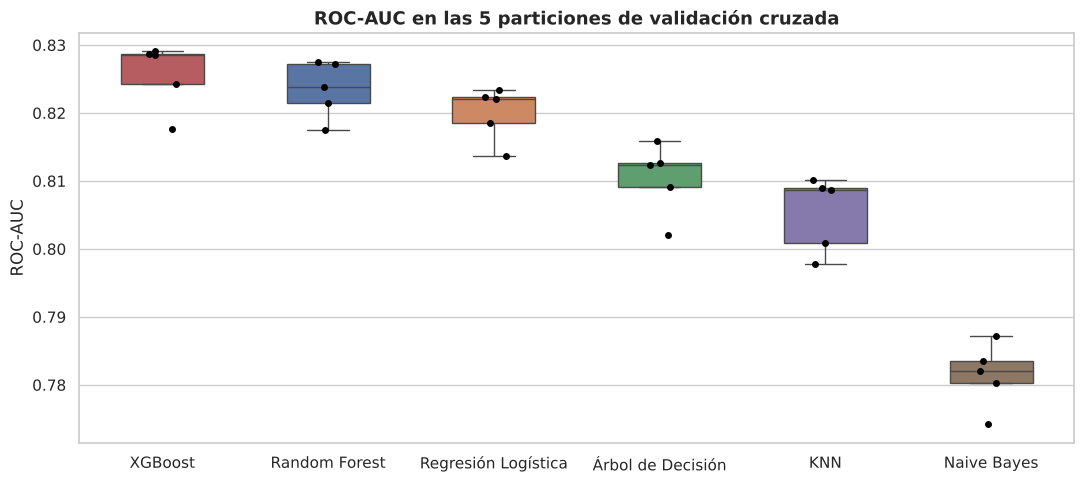 ROC-AUC en las 5 particiones de validación cruzada
ROC-AUC
0.83
0.82
0.81
0.80
0.79
0.78
XGBoost
Random Forest
Regresión Logística
Árbol de Decisión
KNN
Naive Bayes